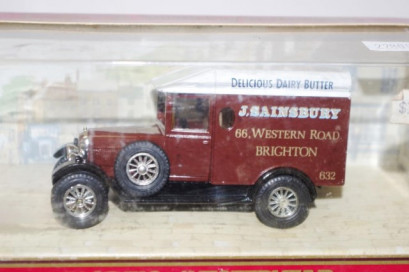 DELICIOUS DAIRY BUTTER
J. SAINSBURY
66, WESTERN ROAD
BRIGHTON
632